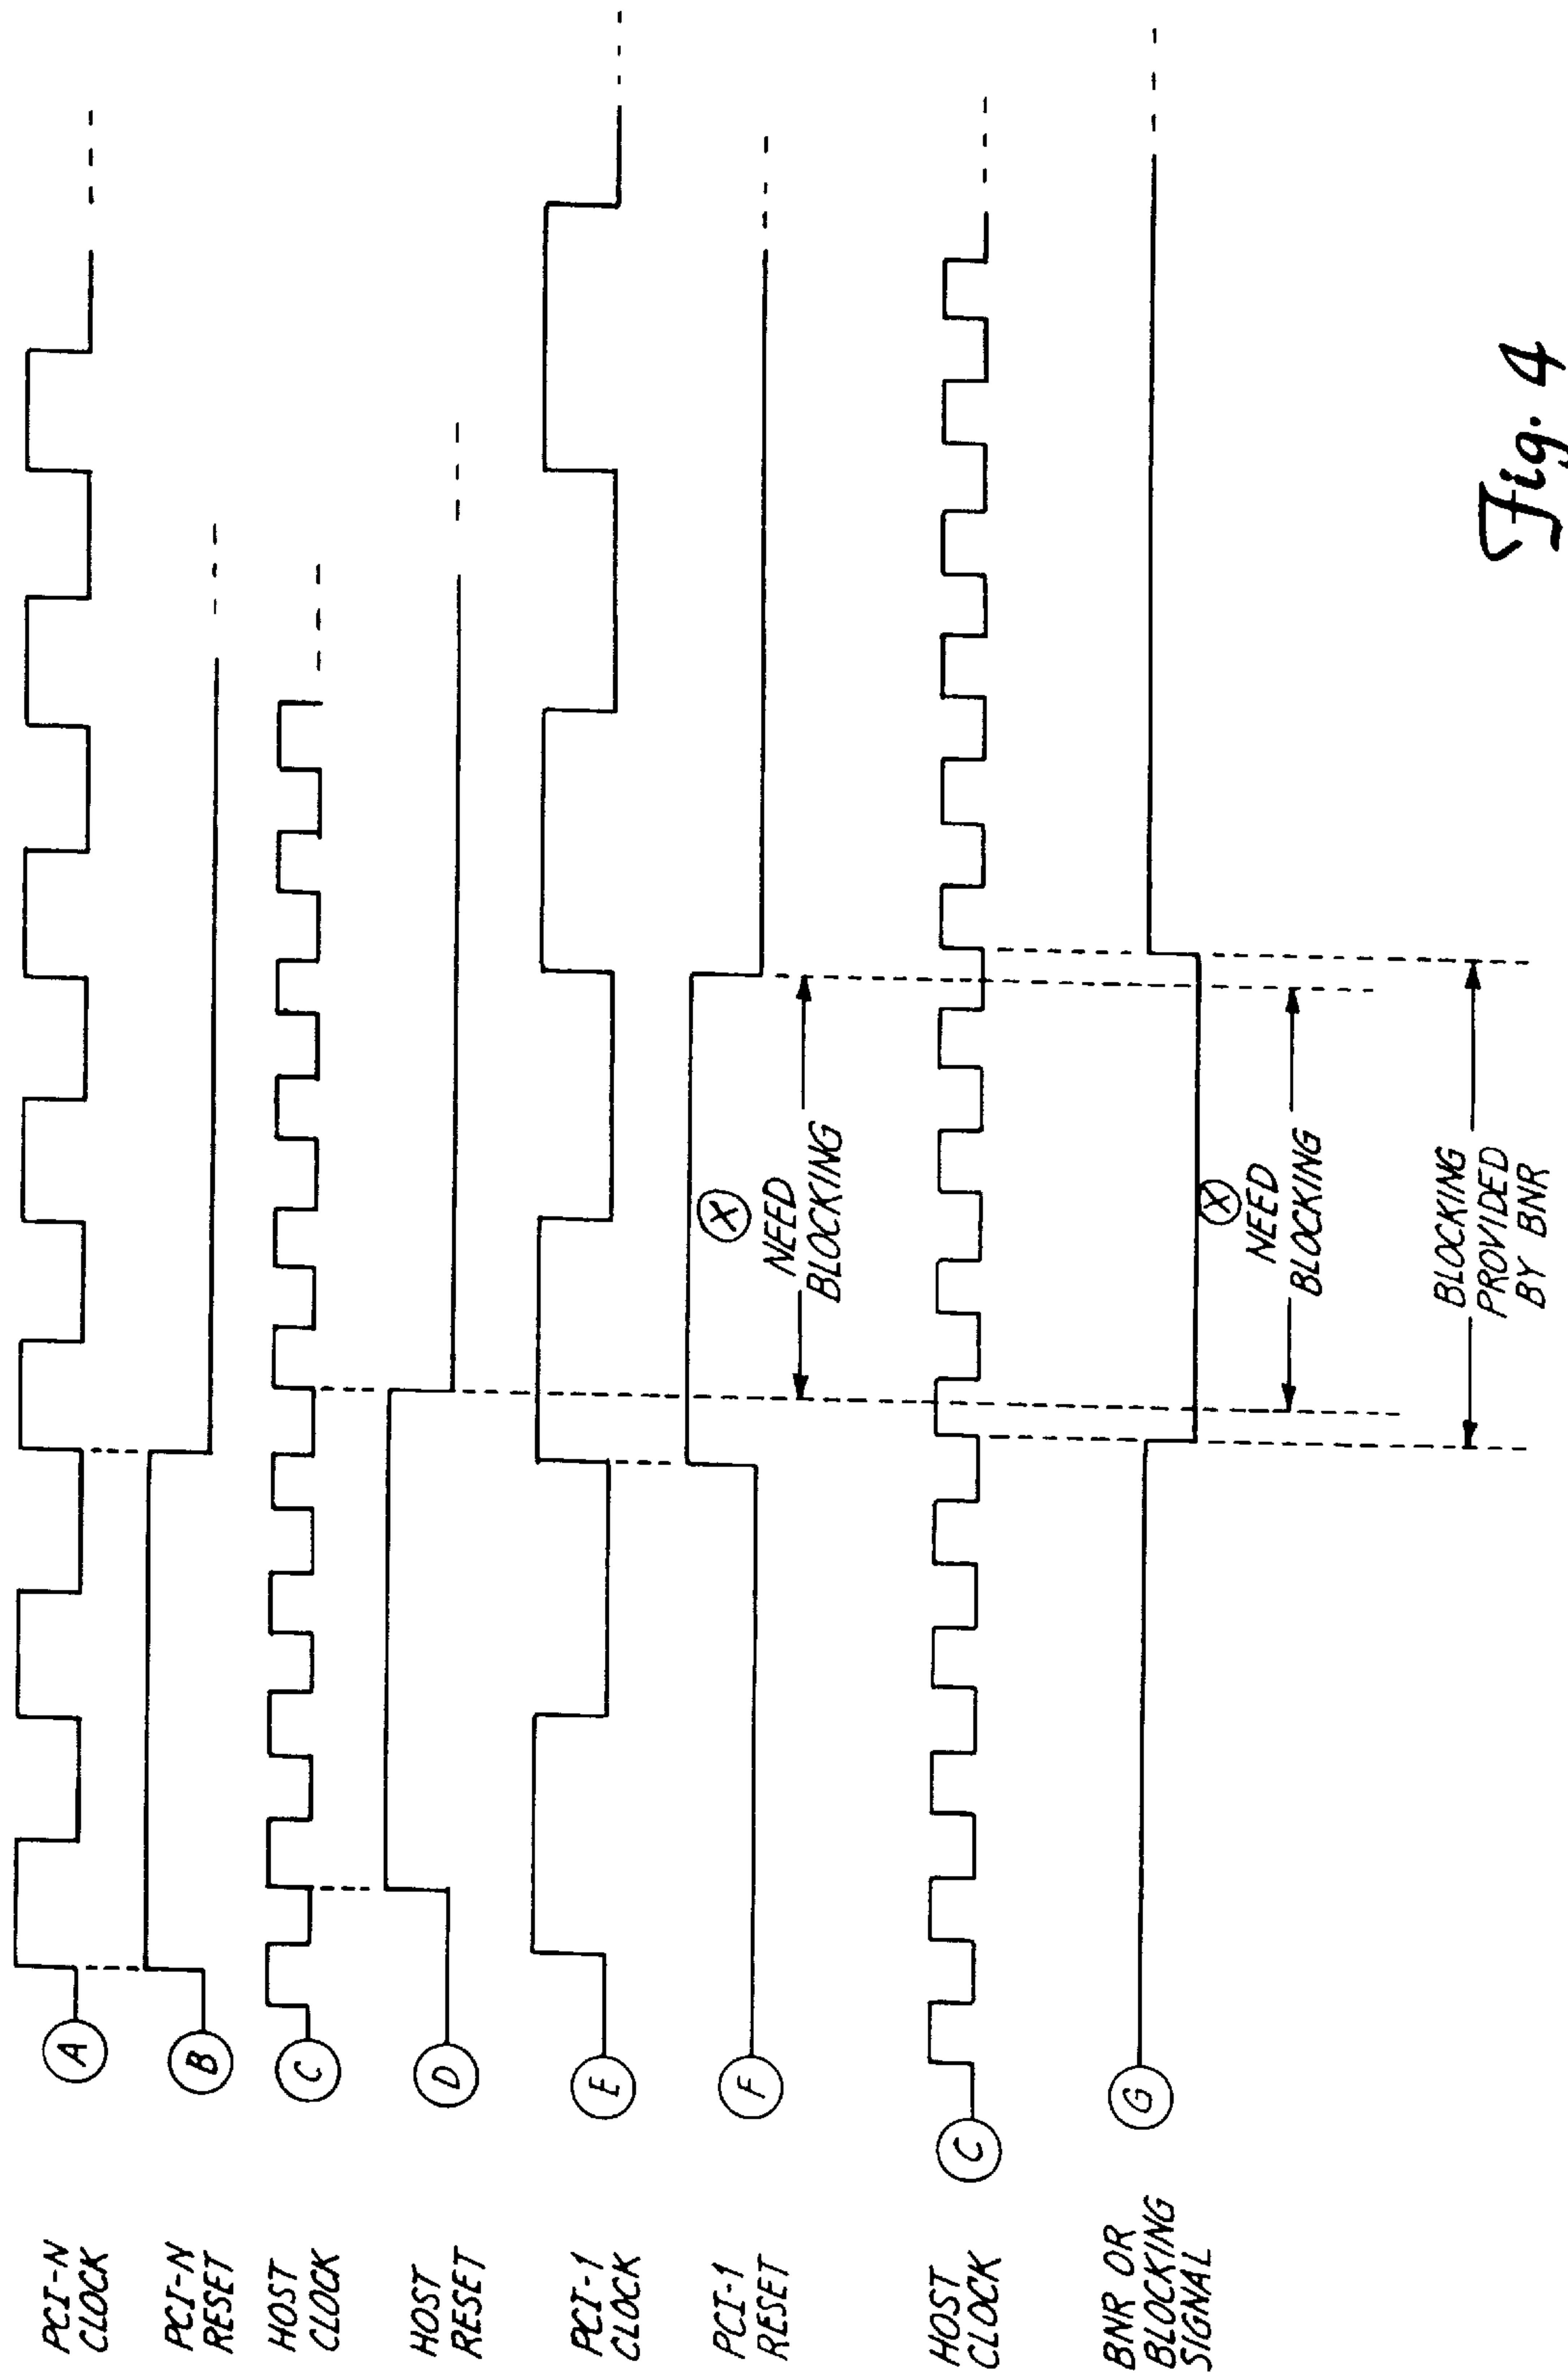 PCI-N
CLOCK
A
PCI-N
RESET
B
HOST
CLOCK
C
HOST
RESET
D
PCI-1
CLOCK
E
PCI-1
RESET
F
X
NEED
BLOCKING
HOST
CLOCK
C
BNR OR
BLOCKING
SIGNAL
G
X
NEED
BLOCKING
BLOCKING
PROVIDED
BY BNR
Fig. 4